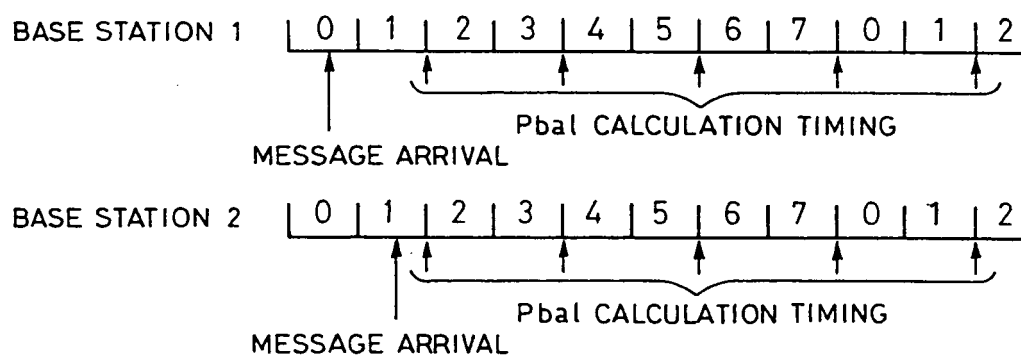 BASE STATION 1 | 0 | 1 | 2 | 3 | 4 | 5 | 6 | 7 | 0 | 1 | 2
Pbal CALCULATION TIMING
MESSAGE ARRIVAL
BASE STATION 2 | 0 | 1 | 2 | 3 | 4 | 5 | 6 | 7 | 0 | 1 | 2
Pbal CALCULATION TIMING
MESSAGE ARRIVAL